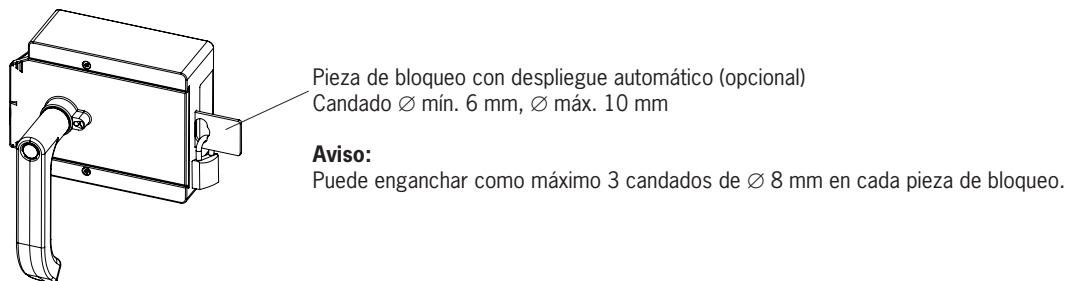 Pieza de bloqueo con despliegue automático (opcional)
Candado ∅ mín. 6 mm, ∅ máx. 10 mm
Aviso:
Puede enganchar como máximo 3 candados de ∅ 8 mm en cada pieza de bloqueo.